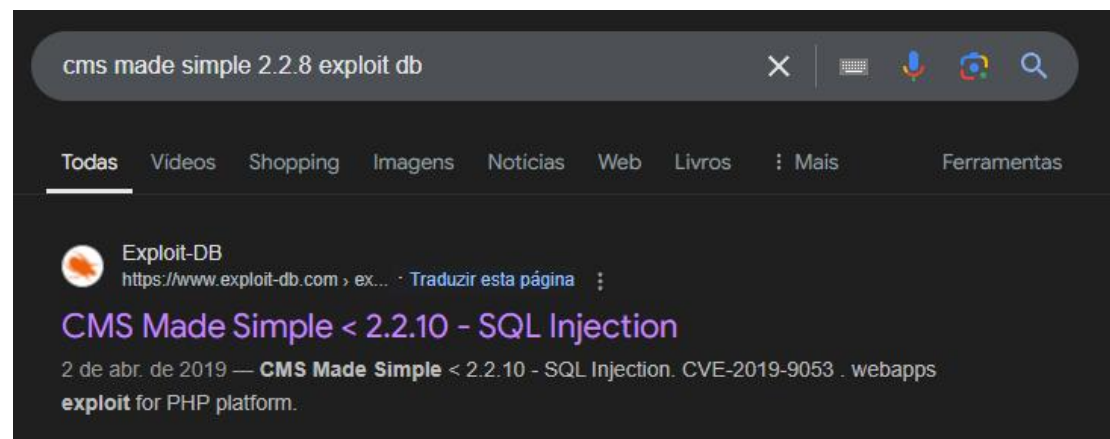 cms made simple 2.2.8 exploit db
Todas Vídeos Shopping Imagens Notícias Web Livros Mais Ferramentas
Exploit-DB
https://www.exploit-db.com › ex... · Traduzir esta página
CMS Made Simple < 2.2.10 - SQL Injection
2 de abr. de 2019 — CMS Made Simple < 2.2.10 - SQL Injection. CVE-2019-9053 . webapps
exploit for PHP platform.